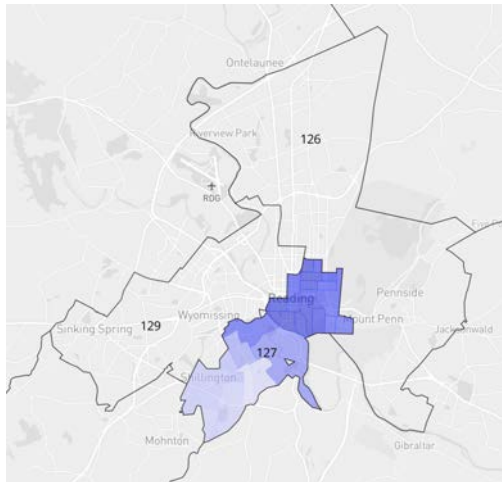 Ontelaunee
Riverview Park
126
RDG
Reading
Pennside
Mount Penn
Wyomissing
129
Sinking Spring
Jacksonwald
127
Shillington
Mohnton
Gibraltar